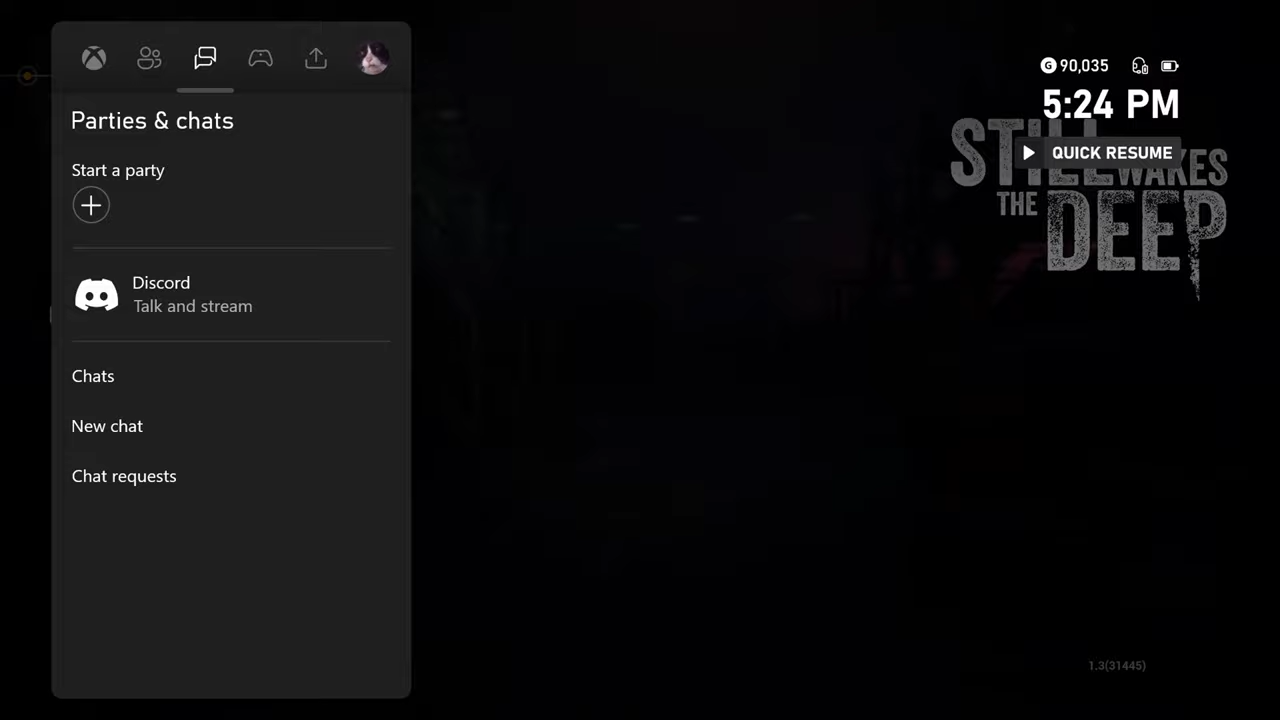 Parties & chats
Start a party
Discord
Talk and stream
Chats
New chat
Chat requests
G 90,035
5:24 PM
QUICK RESUME
STILL WAKES
THE DEEP
1.3(31445)